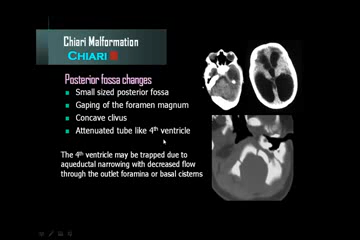 Chiari Malformation
CHIARI II
Posterior fossa changes
Small sized posterior fossa
Gaping of the foramen magnum
Concave clivus
Attenuated tube like 4th ventricle
The 4th ventricle may be trapped due to
aqueductal narrowing with decreased flow
through the outlet foramina or basal cisterns